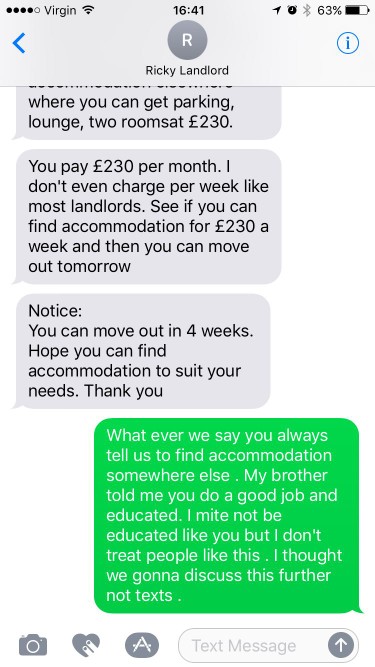 Virgin 16:41 63%
R
i
Ricky Landlord
where you can get parking,
lounge, two roomsat £230.
You pay £230 per month. I
don't even charge per week like
most landlords. See if you can
find accommodation for £230 a
week and then you can move
out tomorrow
Notice:
You can move out in 4 weeks.
Hope you can find
accommodation to suit your
needs. Thank you
What ever we say you always
tell us to find accommodation
somewhere else . My brother
told me you do a good job and
educated. I mite not be
educated like you but I don't
treat people like this . I thought
we gonna discuss this further
not texts .
Text Message